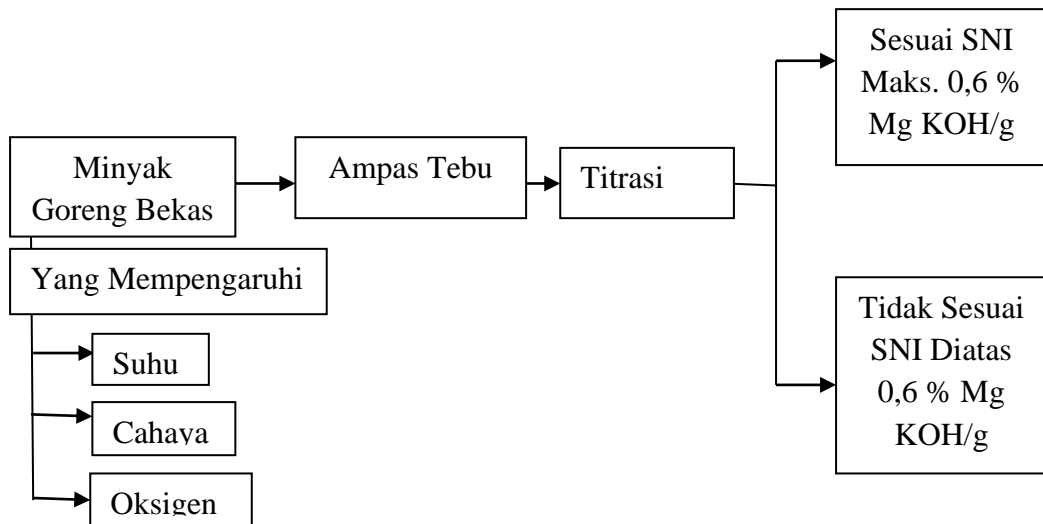 Sesuai SNI
Maks. 0,6 %
Mg KOH/g
Minyak
Goreng Bekas
Ampas Tebu
Titrasi
Yang Mempengaruhi
Suhu
Cahaya
Oksigen
Tidak Sesuai
SNI Diatas
0,6 % Mg
KOH/g